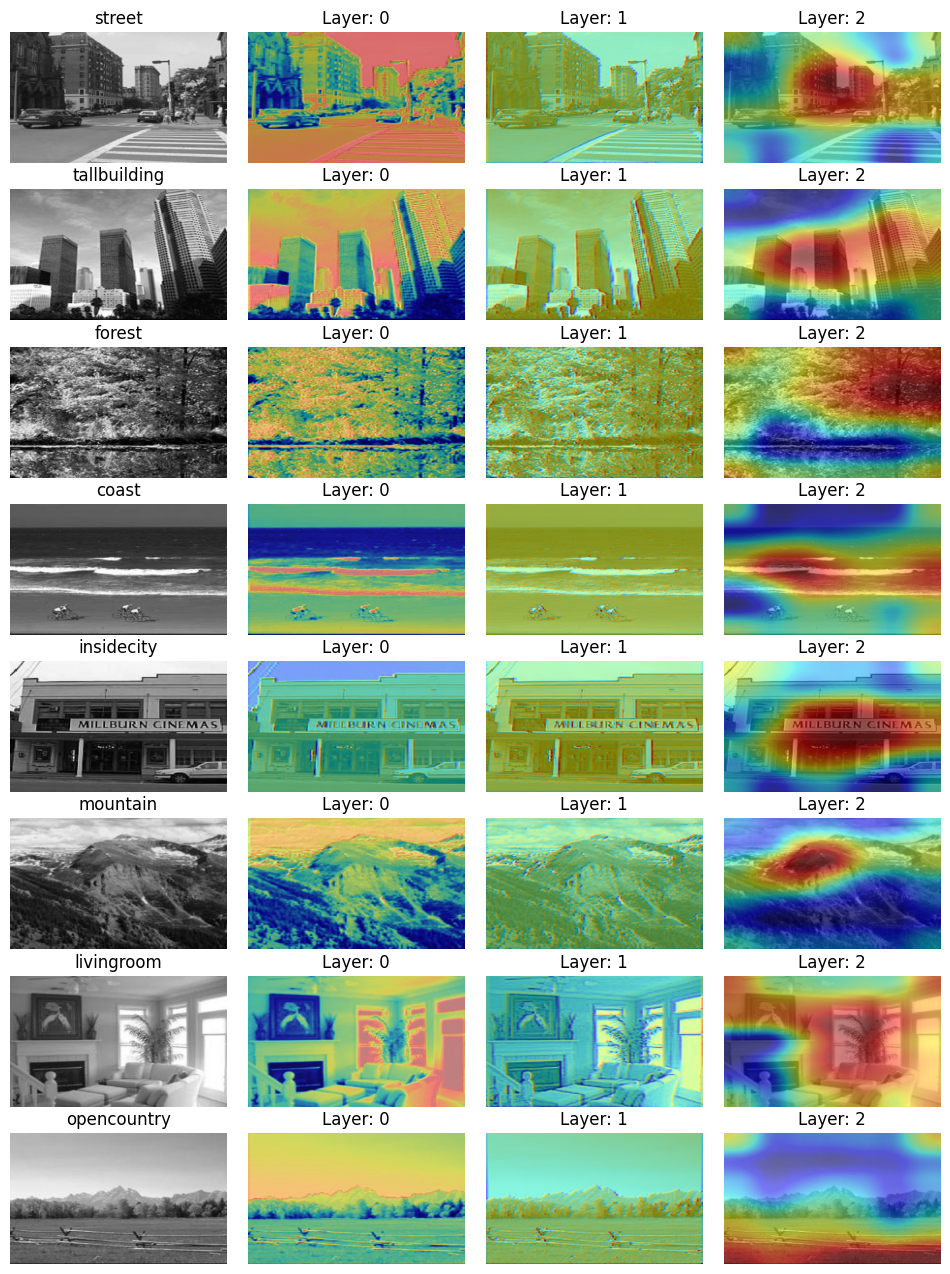 street Layer: 0 Layer: 1 Layer: 2
tallbuilding Layer: 0 Layer: 1 Layer: 2
forest Layer: 0 Layer: 1 Layer: 2
coast Layer: 0 Layer: 1 Layer: 2
insidecity Layer: 0 Layer: 1 Layer: 2
MILLBURN CINEMAS MILLBURN CINEMAS MILLBURN CINEMAS MILLBURN CINEMAS
mountain Layer: 0 Layer: 1 Layer: 2
livingroom Layer: 0 Layer: 1 Layer: 2
opencountry Layer: 0 Layer: 1 Layer: 2